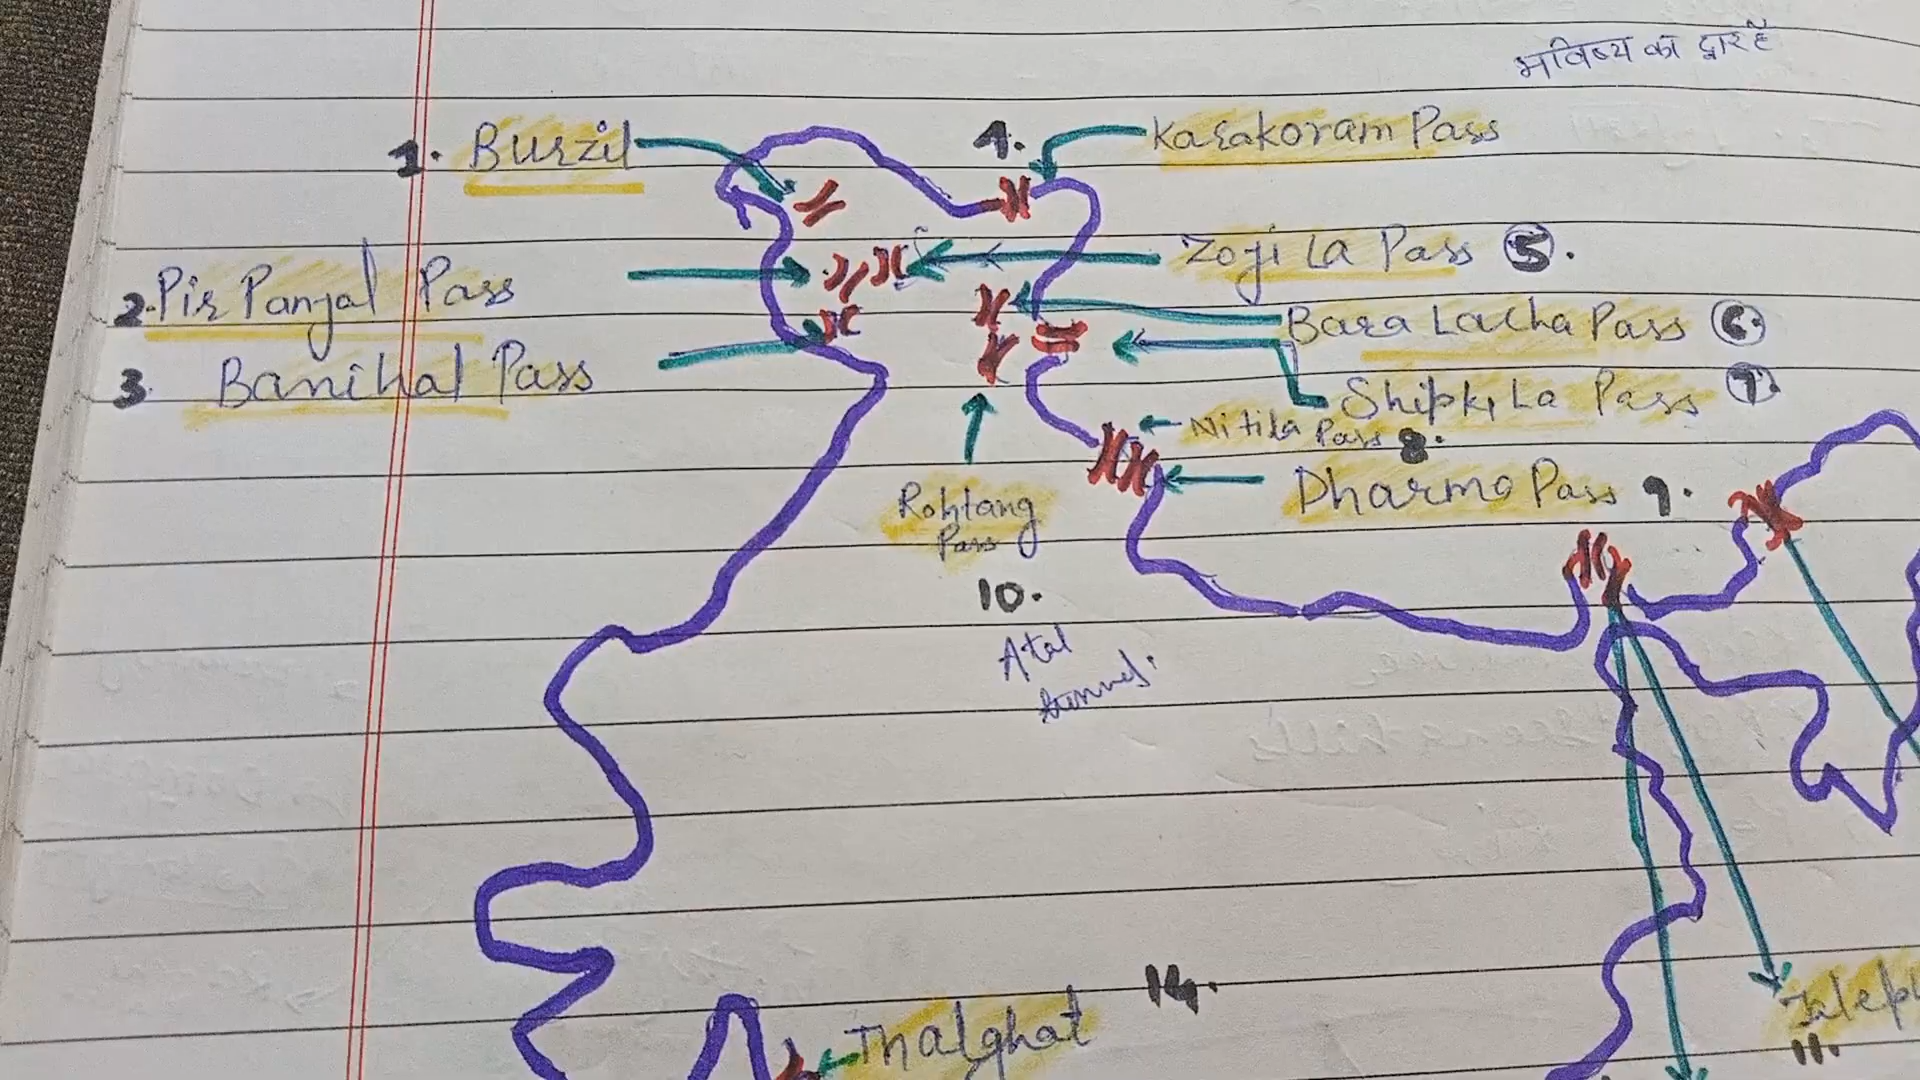 भविष्य का द्वार है
1. Burzil
4. Karakoram Pass
2. Pir Panjal Pass
Zoji La Pass 5.
Bara Lacha Pass 6.
3. Banihal Pass
Shipki La Pass 7.
Nitila Pass 8.
Dharma Pass 9.
Rohtang
Pass
10.
Atal
tunnel.
14.
Thalghat
Jeleph
11.